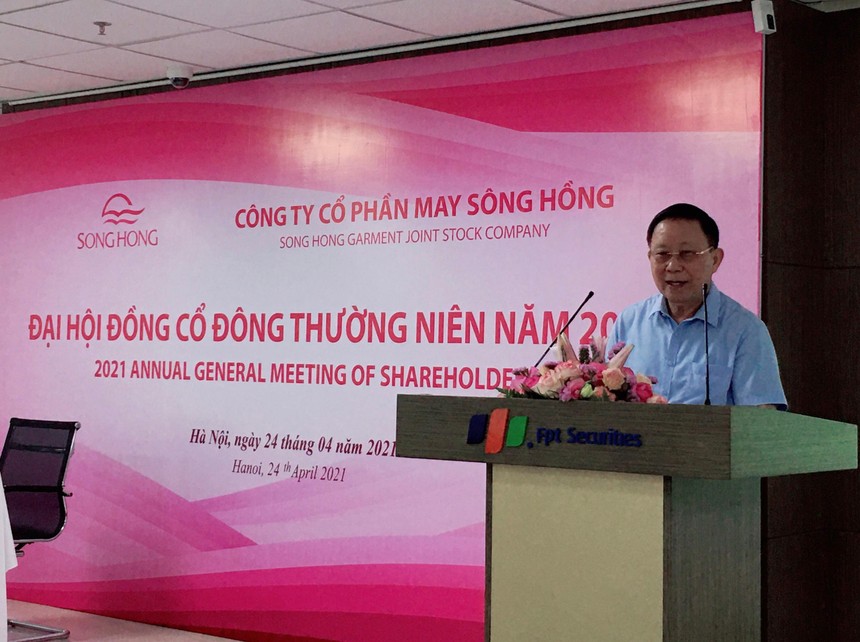 SONG HONG
CÔNG TY CỔ PHẦN MAY SÔNG HỒNG
SONG HONG GARMENT JOINT STOCK COMPANY
ĐẠI HỘI ĐỒNG CỔ ĐÔNG THƯỜNG NIÊN NĂM 20
2021 ANNUAL GENERAL MEETING OF SHAREHOLDE
Hà Nội, ngày 24 tháng 04 năm 2021
Hanoi, 24th April 2021
Fpt Securities